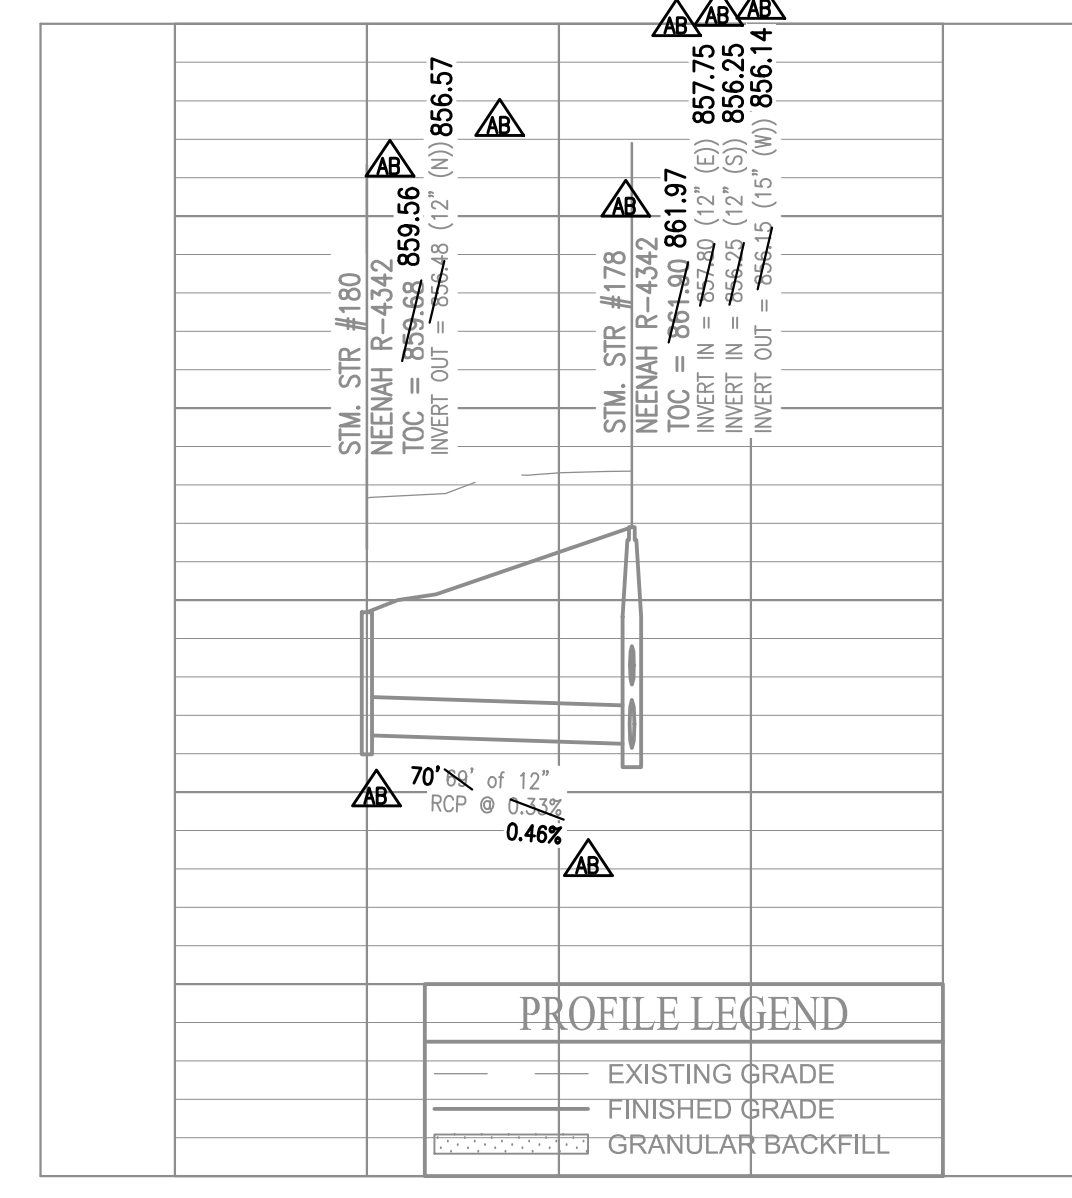 AB
AB
AB
AB
AB
AB
STM. STR #180
NEENAH R-4342
TOC = 859.68 859.56
INVERT OUT = 856.48 (12" (N)) 856.57
STM. STR #178
NEENAH R-4342
TOC = 861.90 861.97
INVERT IN = 857.80 (12" (E)) 857.75
INVERT IN = 856.25 (12" (S)) 856.25
INVERT OUT = 856.15 (15" (W)) 856.14
AB
70' 69' of 12"
RCP @ 0.33%
0.46%
AB
PROFILE LEGEND
EXISTING GRADE
FINISHED GRADE
GRANULAR BACKFILL